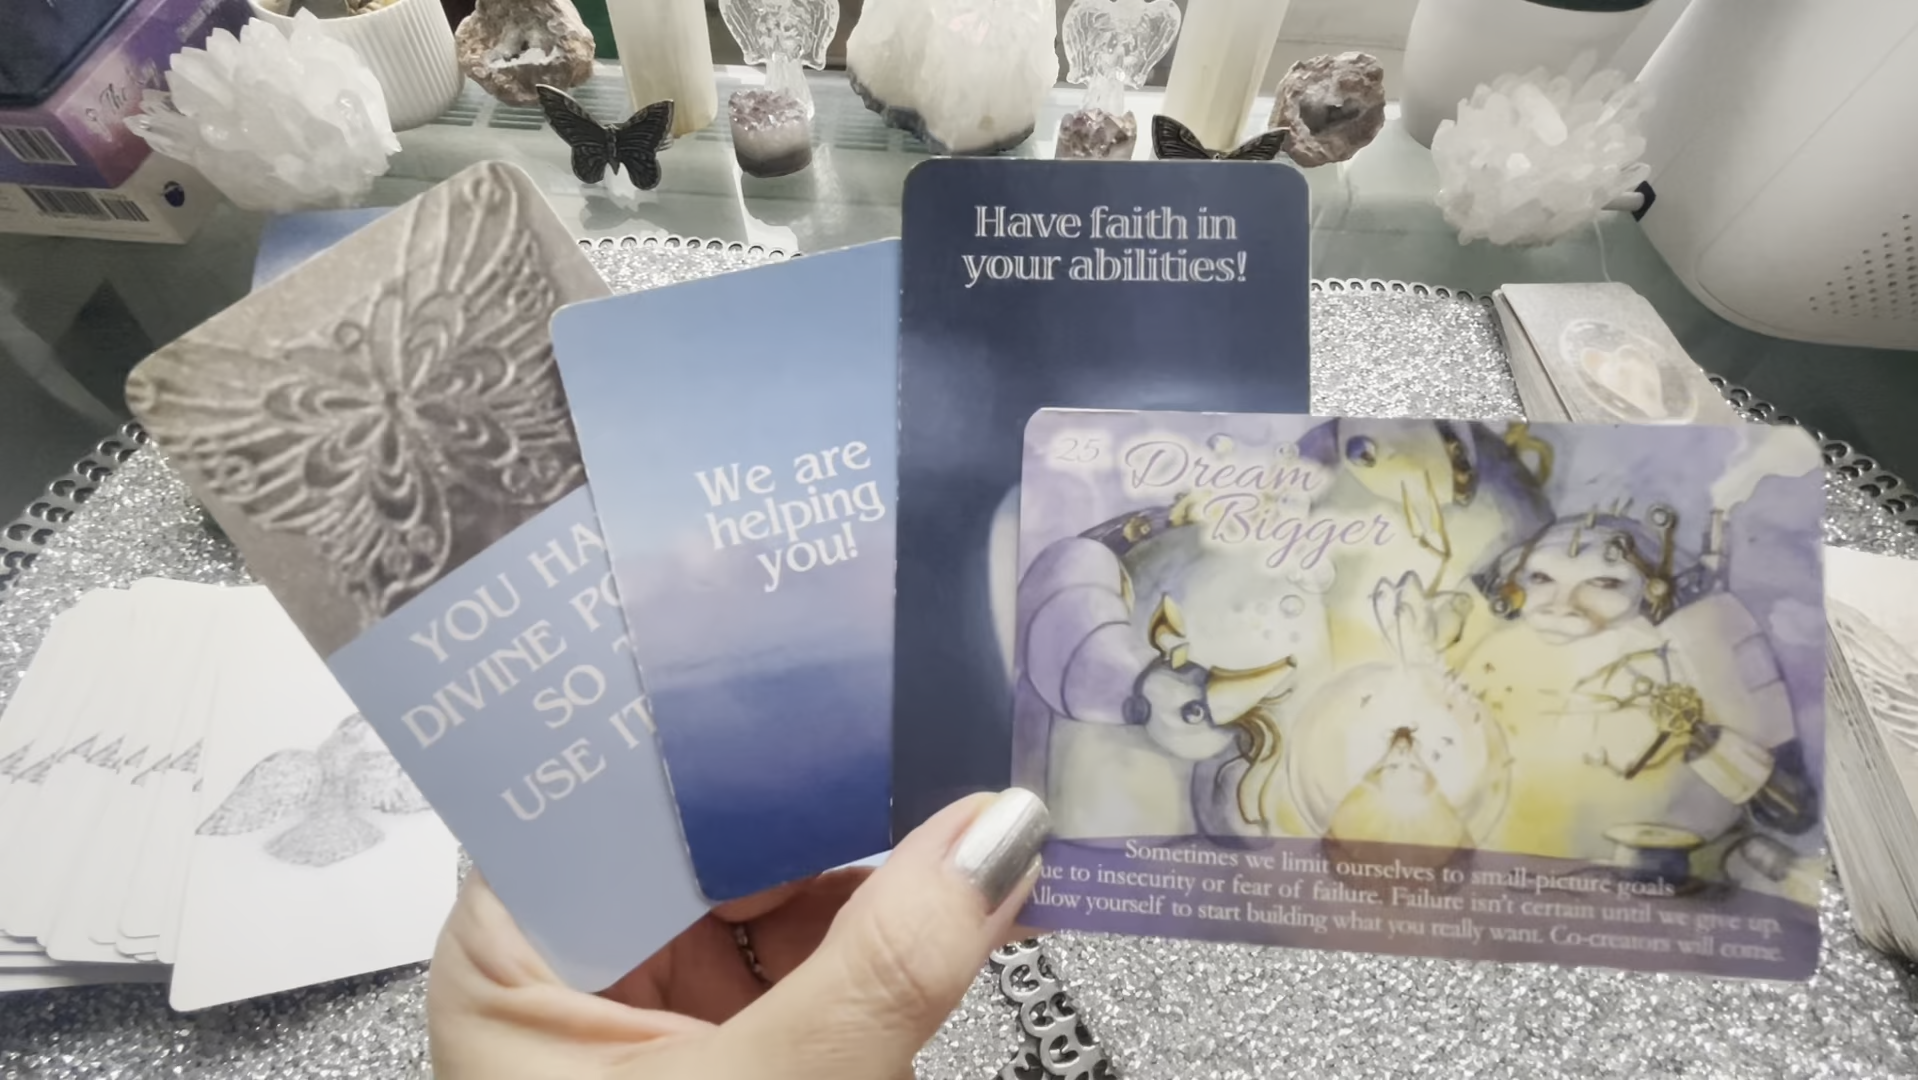 YOU HA
DIVINE PO
SO
USE IT
We are
helping
you!
Have faith in
your abilities!
25
Dream
Bigger
Sometimes we limit ourselves to small-picture goals
ue to insecurity or fear of failure. Failure isn't certain until we give up.
Allow yourself to start building what you really want. Co-creators will come.